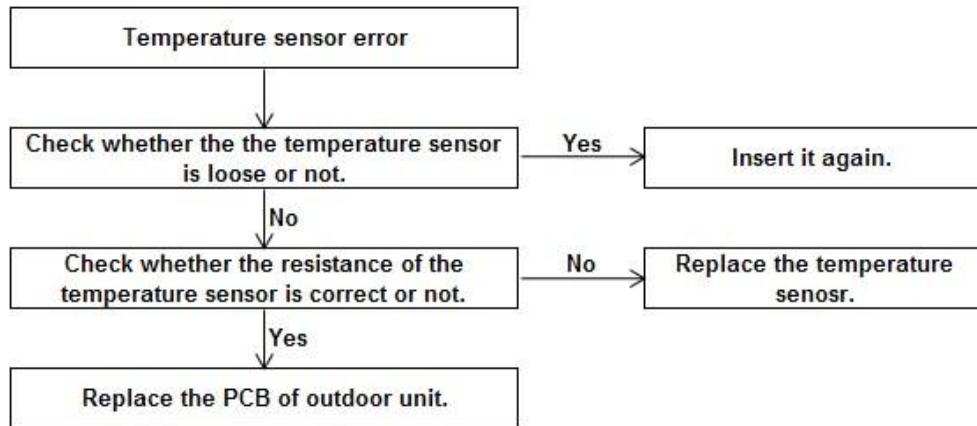 Temperature sensor error
Check whether the the temperature sensor
is loose or not.
Yes
Insert it again.
No
Check whether the resistance of the
temperature sensor is correct or not.
No
Replace the temperature
senosr.
Yes
Replace the PCB of outdoor unit.